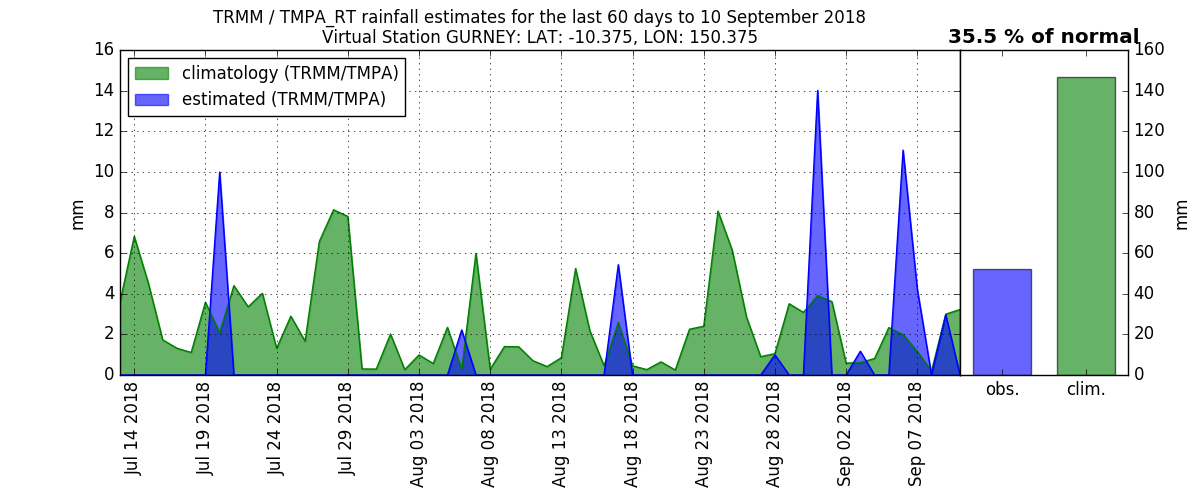 TRMM / TMPA_RT rainfall estimates for the last 60 days to 10 September 2018
Virtual Station GURNEY: LAT: -10.375, LON: 150.375
35.5 % of normal
climatology (TRMM/TMPA)
estimated (TRMM/TMPA)
mm
16
14
12
10
8
6
4
2
0
Jul 14 2018
Jul 19 2018
Jul 24 2018
Jul 29 2018
Aug 03 2018
Aug 08 2018
Aug 13 2018
Aug 18 2018
Aug 23 2018
Aug 28 2018
Sep 02 2018
Sep 07 2018
obs.
clim.
160
140
120
100
80
60
40
20
0
mm